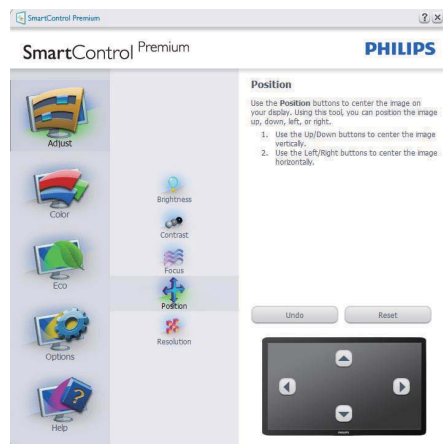 SmartControl Premium
? ×
SmartControl Premium
PHILIPS
Adjust
Color
Eco
Options
Help
Brightness
Contrast
Focus
Position
Resolution
Position
Use the Position buttons to center the image on
your display. Using this tool, you can position the image
up, down, left, or right.
1. Use the Up/Down buttons to center the image
vertically.
2. Use the Left/Right buttons to center the image
horizontally.
Undo
Reset
PHILIPS